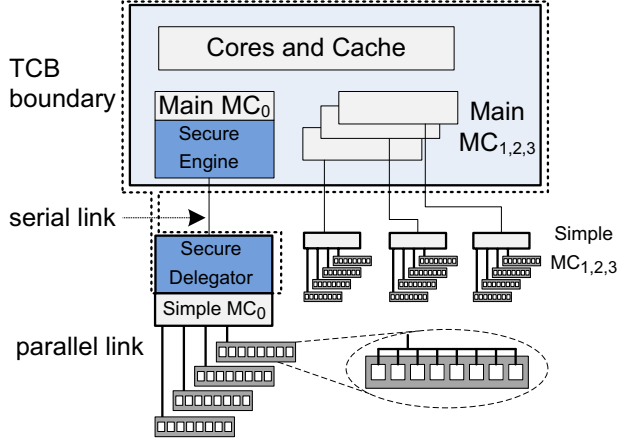 Cores and Cache
TCB
boundary
Main MC0
Secure
Engine
Main
MC1,2,3
serial link
Secure
Delegator
Simple MC0
Simple
MC1,2,3
parallel link